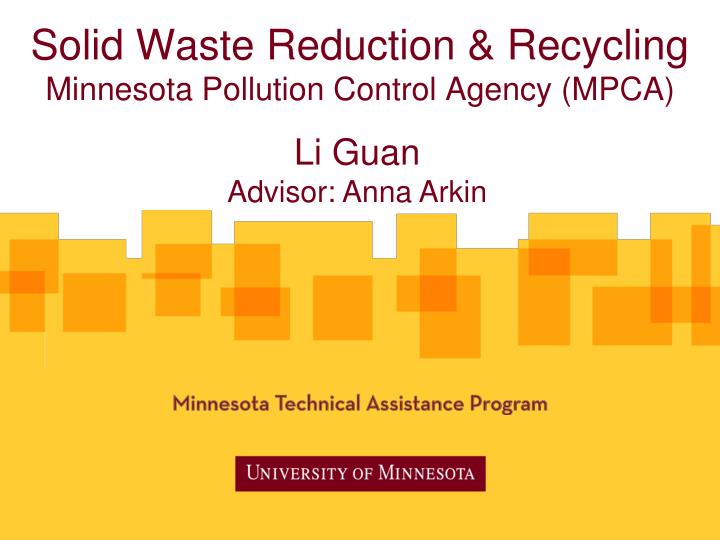 Solid Waste Reduction & Recycling
Minnesota Pollution Control Agency (MPCA)
Li Guan
Advisor: Anna Arkin
Minnesota Technical Assistance Program
UNIVERSITY OF MINNESOTA